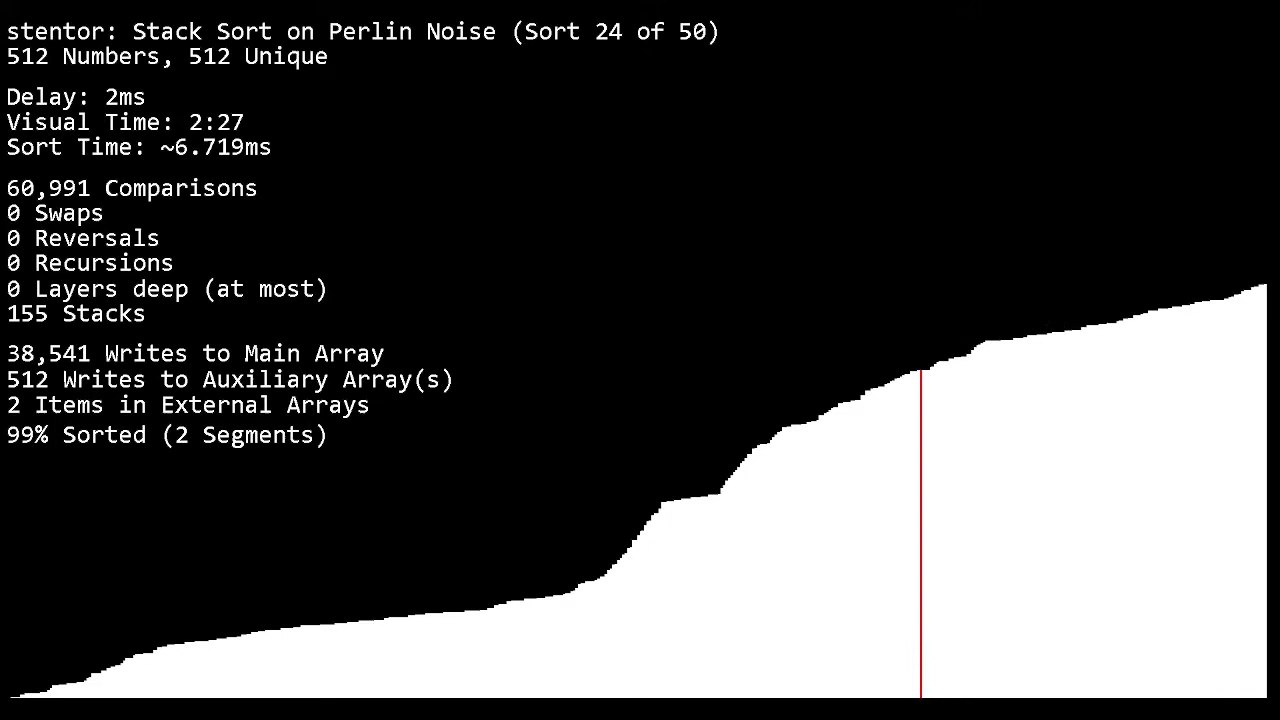 stentor: Stack Sort on Perlin Noise (Sort 24 of 50)
512 Numbers, 512 Unique
Delay: 2ms
Visual Time: 2:27
Sort Time: ~6.719ms
60,991 Comparisons
0 Swaps
0 Reversals
0 Recursions
0 Layers deep (at most)
155 Stacks
38,541 Writes to Main Array
512 Writes to Auxiliary Array(s)
2 Items in External Arrays
99% Sorted (2 Segments)